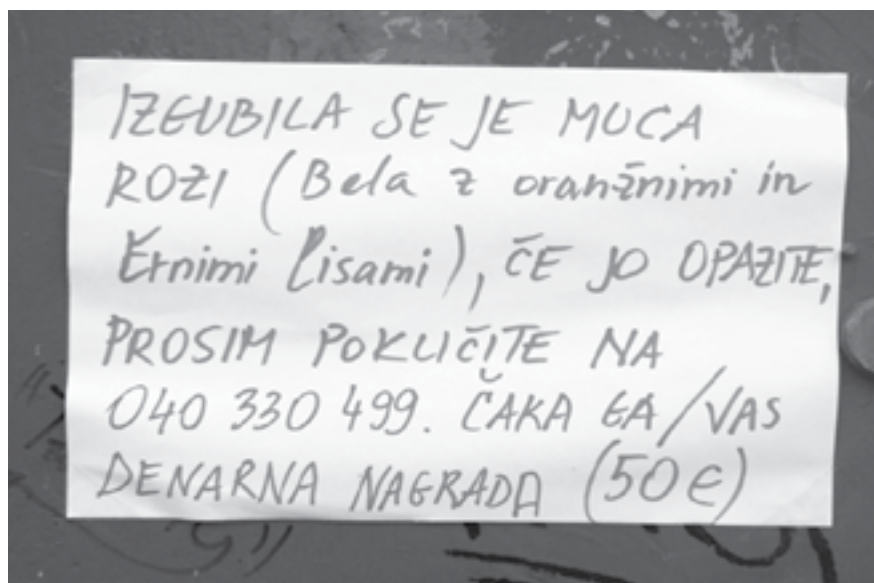 IZGUBILA SE JE MUCA
ROZI (Bela z oranžnimi in
črnimi lisami), ČE JO OPAZITE,
PROSIM POKLIČITE NA
040 330 499. ČAKA GA/VAS
DENARNA NAGRADA (50€)